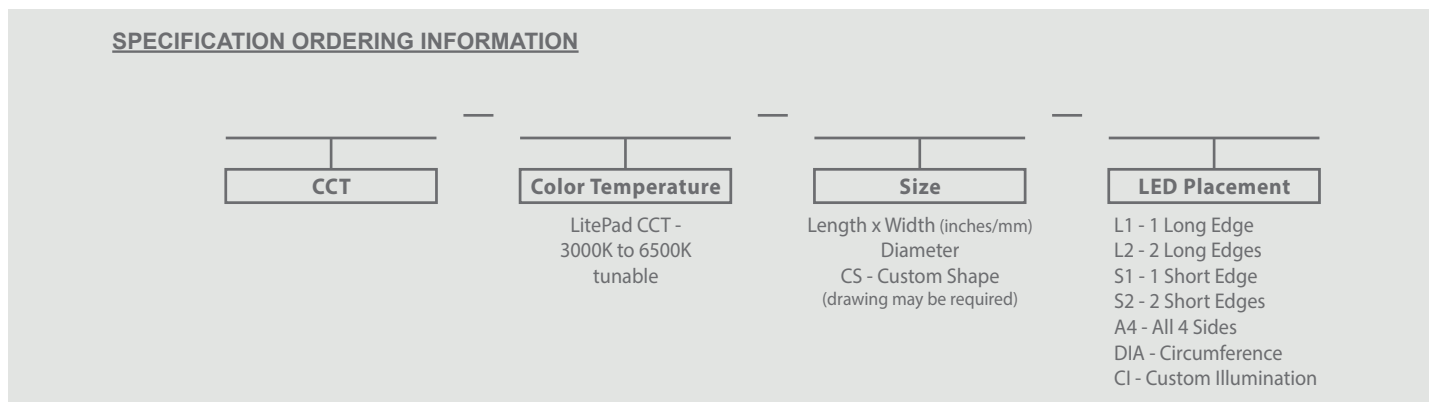 SPECIFICATION ORDERING INFORMATION
— — —
CCT
Color Temperature
LitePad CCT -
3000K to 6500K
tunable
Size
Length x Width (inches/mm)
Diameter
CS - Custom Shape
(drawing may be required)
LED Placement
L1 - 1 Long Edge
L2 - 2 Long Edges
S1 - 1 Short Edge
S2 - 2 Short Edges
A4 - All 4 Sides
DIA - Circumference
CI - Custom Illumination